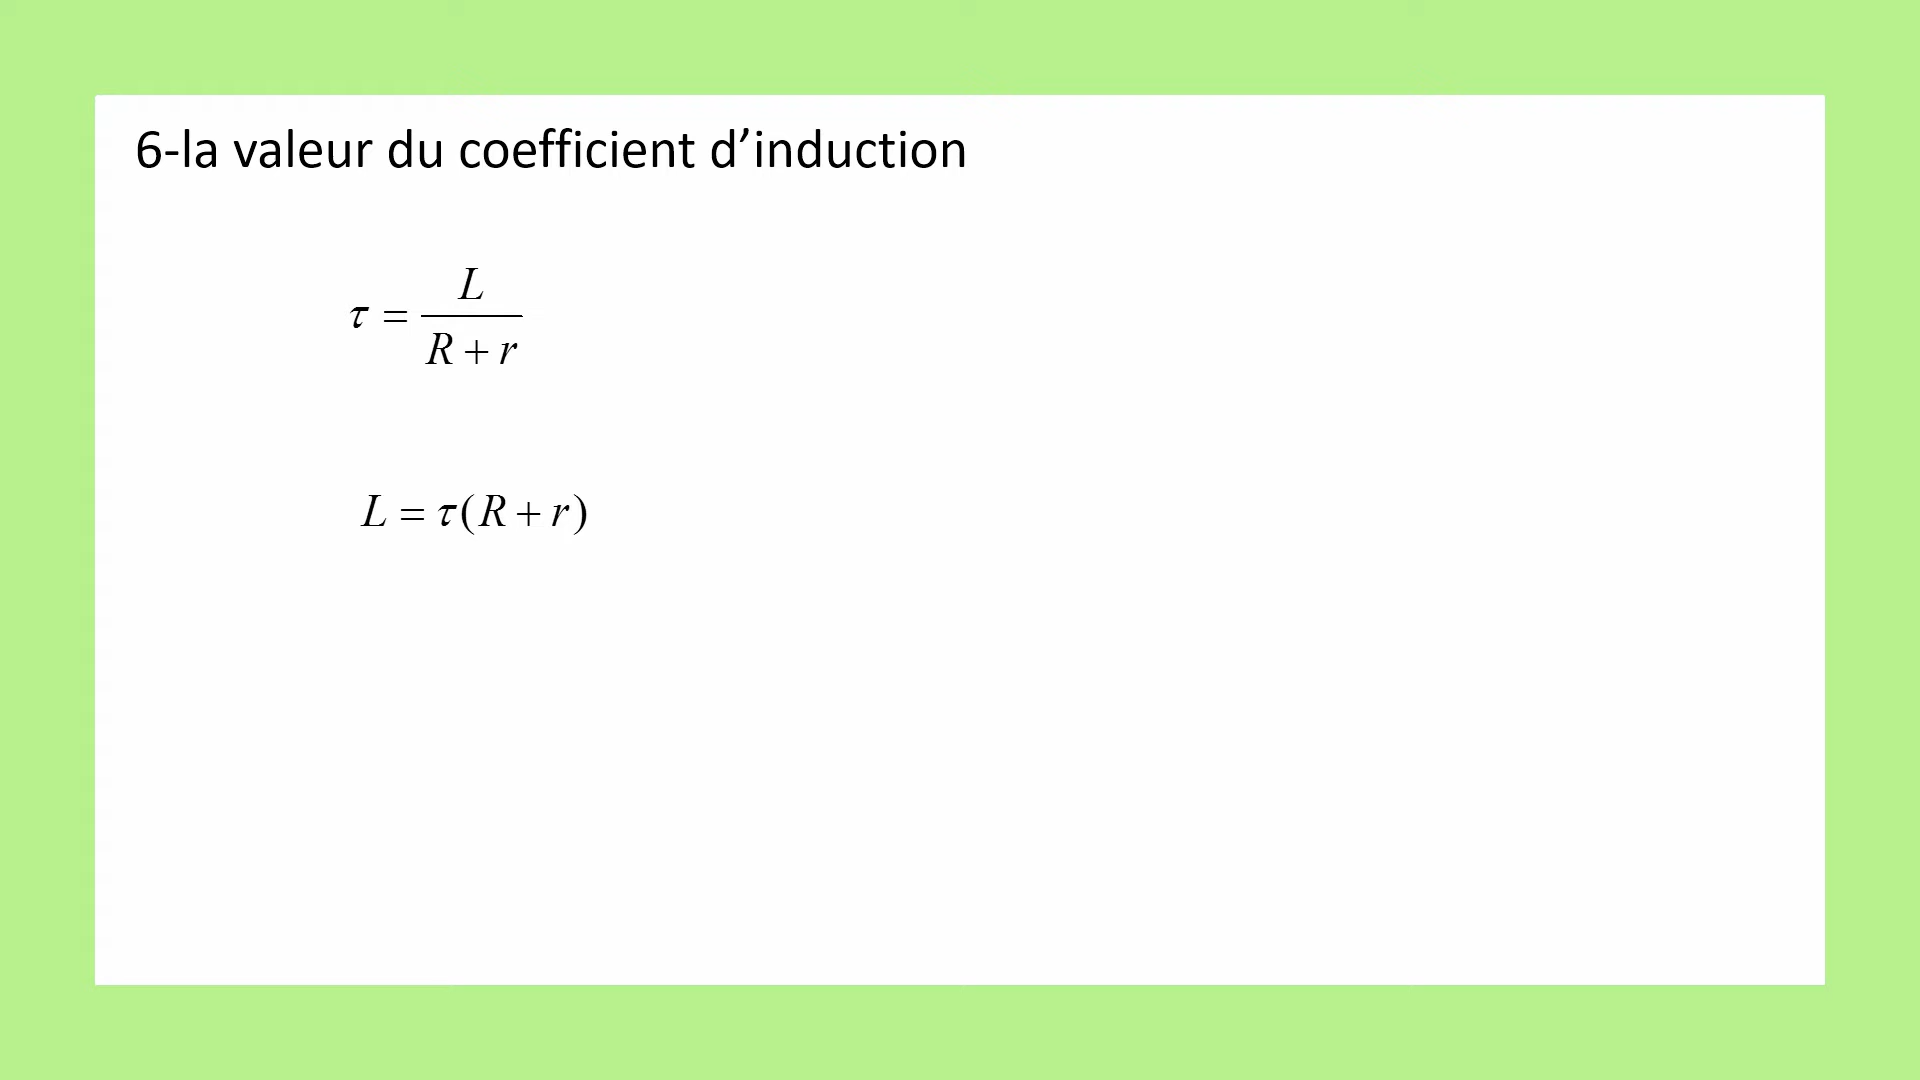 6-la valeur du coefficient d’induction
τ = L / (R + r)
L = τ(R + r)